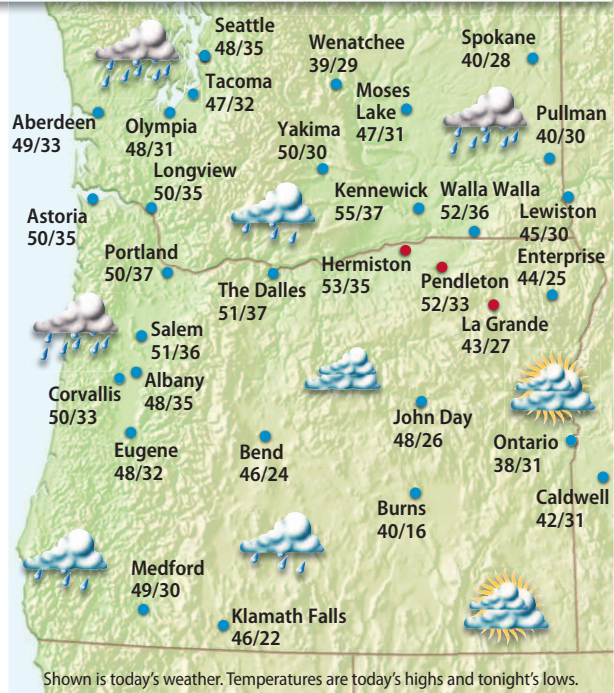 Seattle
48/35
Wenatchee
39/29
Spokane
40/28
Tacoma
47/32
Moses
Lake
47/31
Aberdeen
49/33
Olympia
48/31
Yakima
50/30
Pullman
40/30
Longview
50/35
Kennewick
55/37
Walla Walla
52/36
Lewiston
45/30
Astoria
50/35
Portland
50/37
The Dalles
51/37
Hermiston
53/35
Pendleton
52/33
Enterprise
44/25
La Grande
43/27
Salem
51/36
Corvallis
50/33
Albany
48/35
John Day
48/26
Ontario
38/31
Eugene
48/32
Bend
46/24
Burns
40/16
Caldwell
42/31
Medford
49/30
Klamath Falls
46/22
Shown is today's weather. Temperatures are today's highs and tonight's lows.